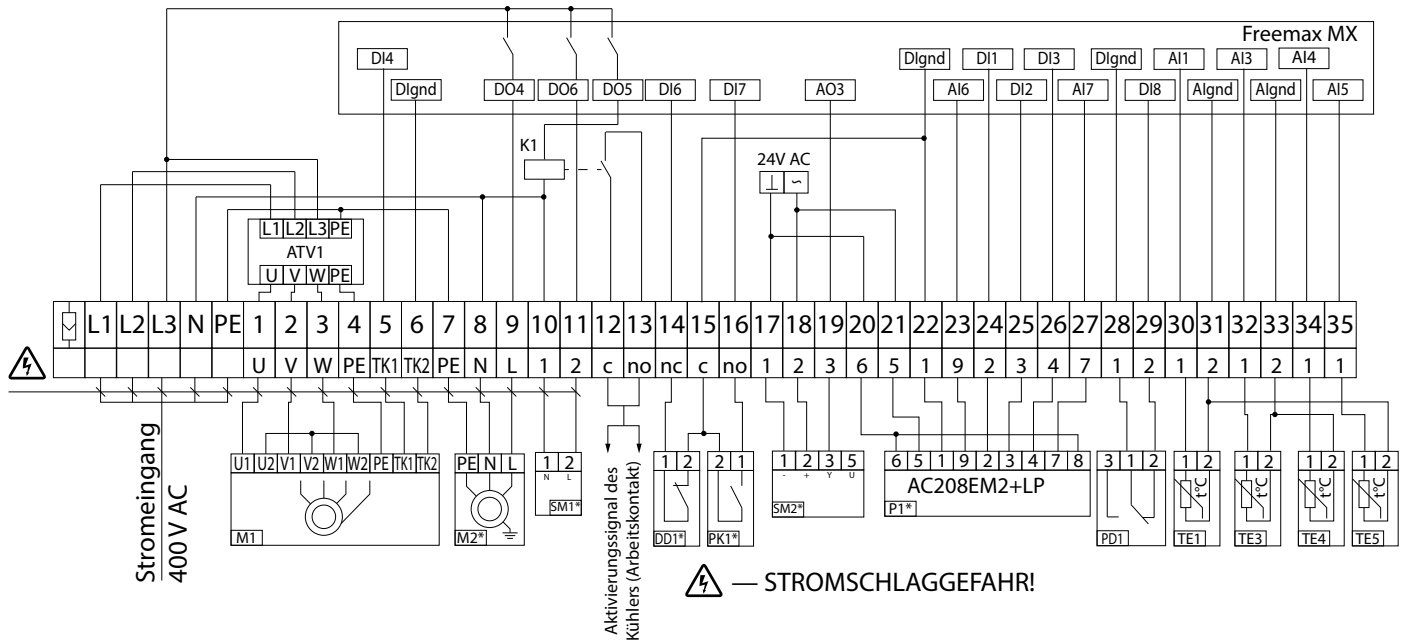 Freemax MX
DI4 DIgnd DI1 DI3 DIgnd AI1 AI3 AI4
DIgnd DO4 DO6 DO5 DI6 DI7 AO3 AI6 DI2 AI7 DI8 AIgnd AIgnd AI5
K1
24V AC
⊥ ~
L1 L2 L3 PE
ATV1
U V W PE
L1 L2 L3 N PE 1 2 3 4 5 6 7 8 9 10 11 12 13 14 15 16 17 18 19 20 21 22 23 24 25 26 27 28 29 30 31 32 33 34 35
U V W PE TK1 TK2 PE N L 1 2 c no nc c no 1 2 3 6 5 1 9 2 3 4 7 1 2 1 2 1 2 1 1
Stromeingang
400 V AC
U1 U2 V1 V2 W1 W2 PE TK1 TK2
M1
PE N L
M2*
1 2
N L
SM1*
Aktivierungssignal des
Kühlers (Arbeitskontakt)
1 2
DD1*
2 1
PK1*
1 2 3 5
- + Y U
SM2*
6 5 1 9 2 3 4 7 8
AC208EM2+LP
P1*
3 1 2
PD1
1 2
t°C
TE1
1 2
t°C
TE3
1 2
t°C
TE4
1 2
t°C
TE5
— STROMSCHLAGGEFAHR!